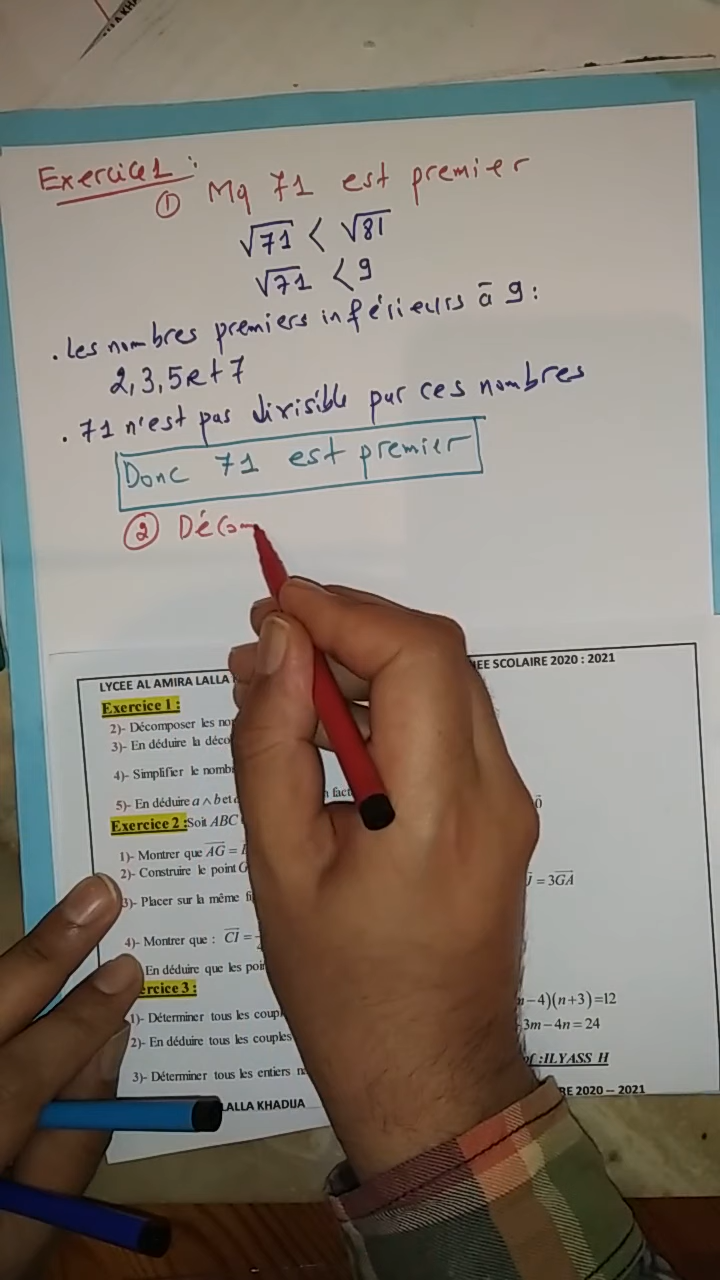 Exercice 1 :
① Mq 71 est premier
√71 < √81
√71 < 9
. Les nombres premiers inférieurs à 9 :
2, 3, 5 et 7
. 71 n'est pas divisible par ces nombres
Donc 71 est premier
② Décom
LYCEE AL AMIRA LALLA
EE SCOLAIRE 2020 : 2021
Exercice 1 :
2)- Décomposer les no
3)- En déduire la déco
4)- Simplifier le nomb
5)- En déduire a ∧ b et
fact
Exercice 2 :Soit ABC
1)- Montrer que AG =
2)- Construire le point G
= 3GA
3)- Placer sur la même fi
4)- Montrer que : CI =
En déduire que les poi
ercice 3 :
−4)(n+3)=12
1)- Déterminer tous les coup
3m−4n=24
2)- En déduire tous les couples
:ILYASS H
3)- Déterminer tous les entiers n
RE 2020 – 2021
LALLA KHADIJA